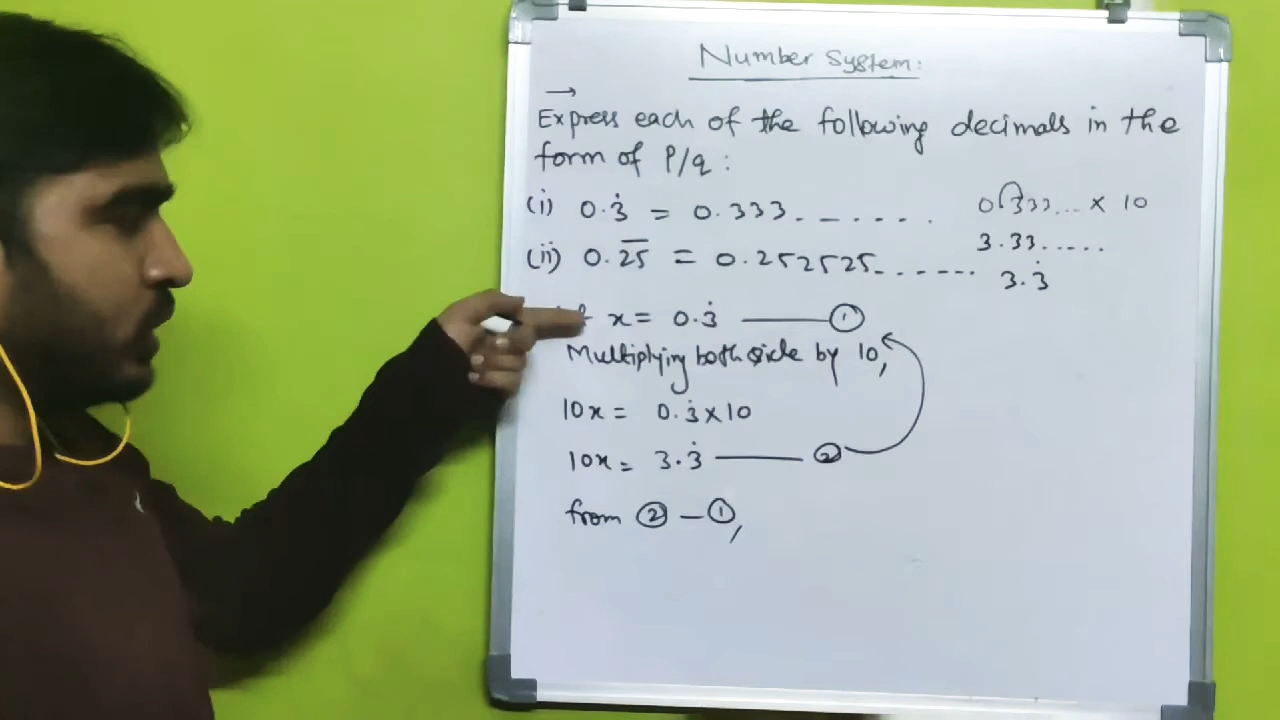 Number System:
→
Express each of the following decimals in the
form of P/q :
(i) 0.3̇ = 0.333. _ _ . . . . .
(ii) 0.2̅5̅ = 0.252525. . . . . . .
0.333... × 10
3.33.....
3.3̇
x = 0.3̇ ——— ①
Multiplying both side by 10,
10x = 0.3̇ × 10
10x = 3.3̇ ——— ②
from ② – ①,